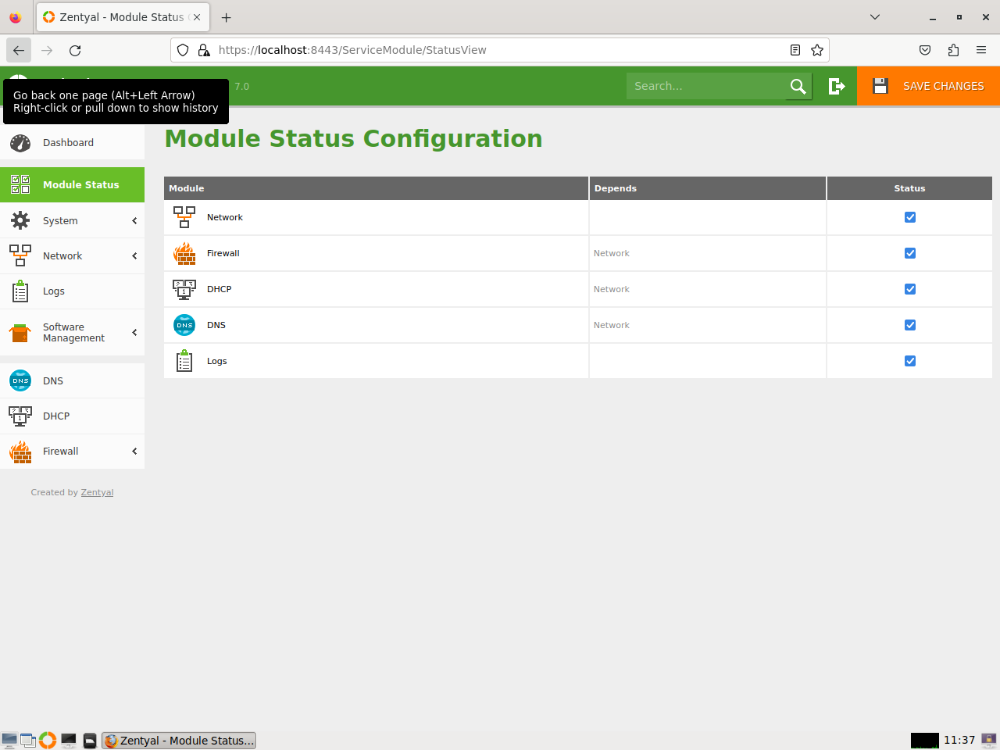 Zentyal - Module Status
https://localhost:8443/ServiceModule/StatusView
Go back one page (Alt+Left Arrow)
Right-click or pull down to show history
7.0
Search...
SAVE CHANGES
Dashboard
Module Status
System
Network
Logs
Software
Management
DNS
DNS
DHCP
Firewall
Created by Zentyal
Module Status Configuration
Module Depends Status
Network
Firewall Network
DHCP Network
DNS DNS Network
Logs
Zentyal - Module Status...
11:37